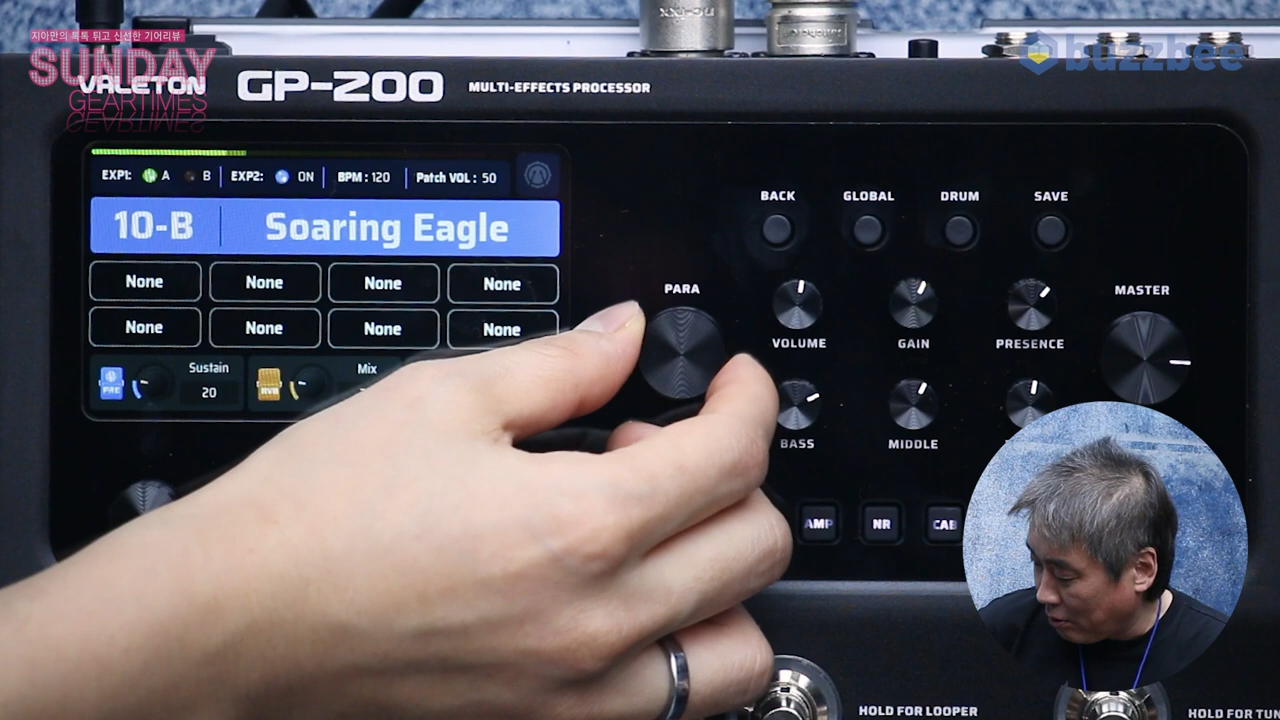 지아만의 톡톡 튀고 신선한 기어리뷰
SUNDAY
GEARTIMES
buzzbee
VALETON GP-200 MULTI-EFFECTS PROCESSOR
EXP1: A B EXP2: ON BPM : 120 Patch VOL : 50
10-B Soaring Eagle
None None None None
None None None None
PRE Sustain 20 RVB Mix
BACK GLOBAL DRUM SAVE
PARA
VOLUME GAIN PRESENCE
MASTER
BASS MIDDLE
AMP NR CAB
HOLD FOR LOOPER
HOLD FOR TUN